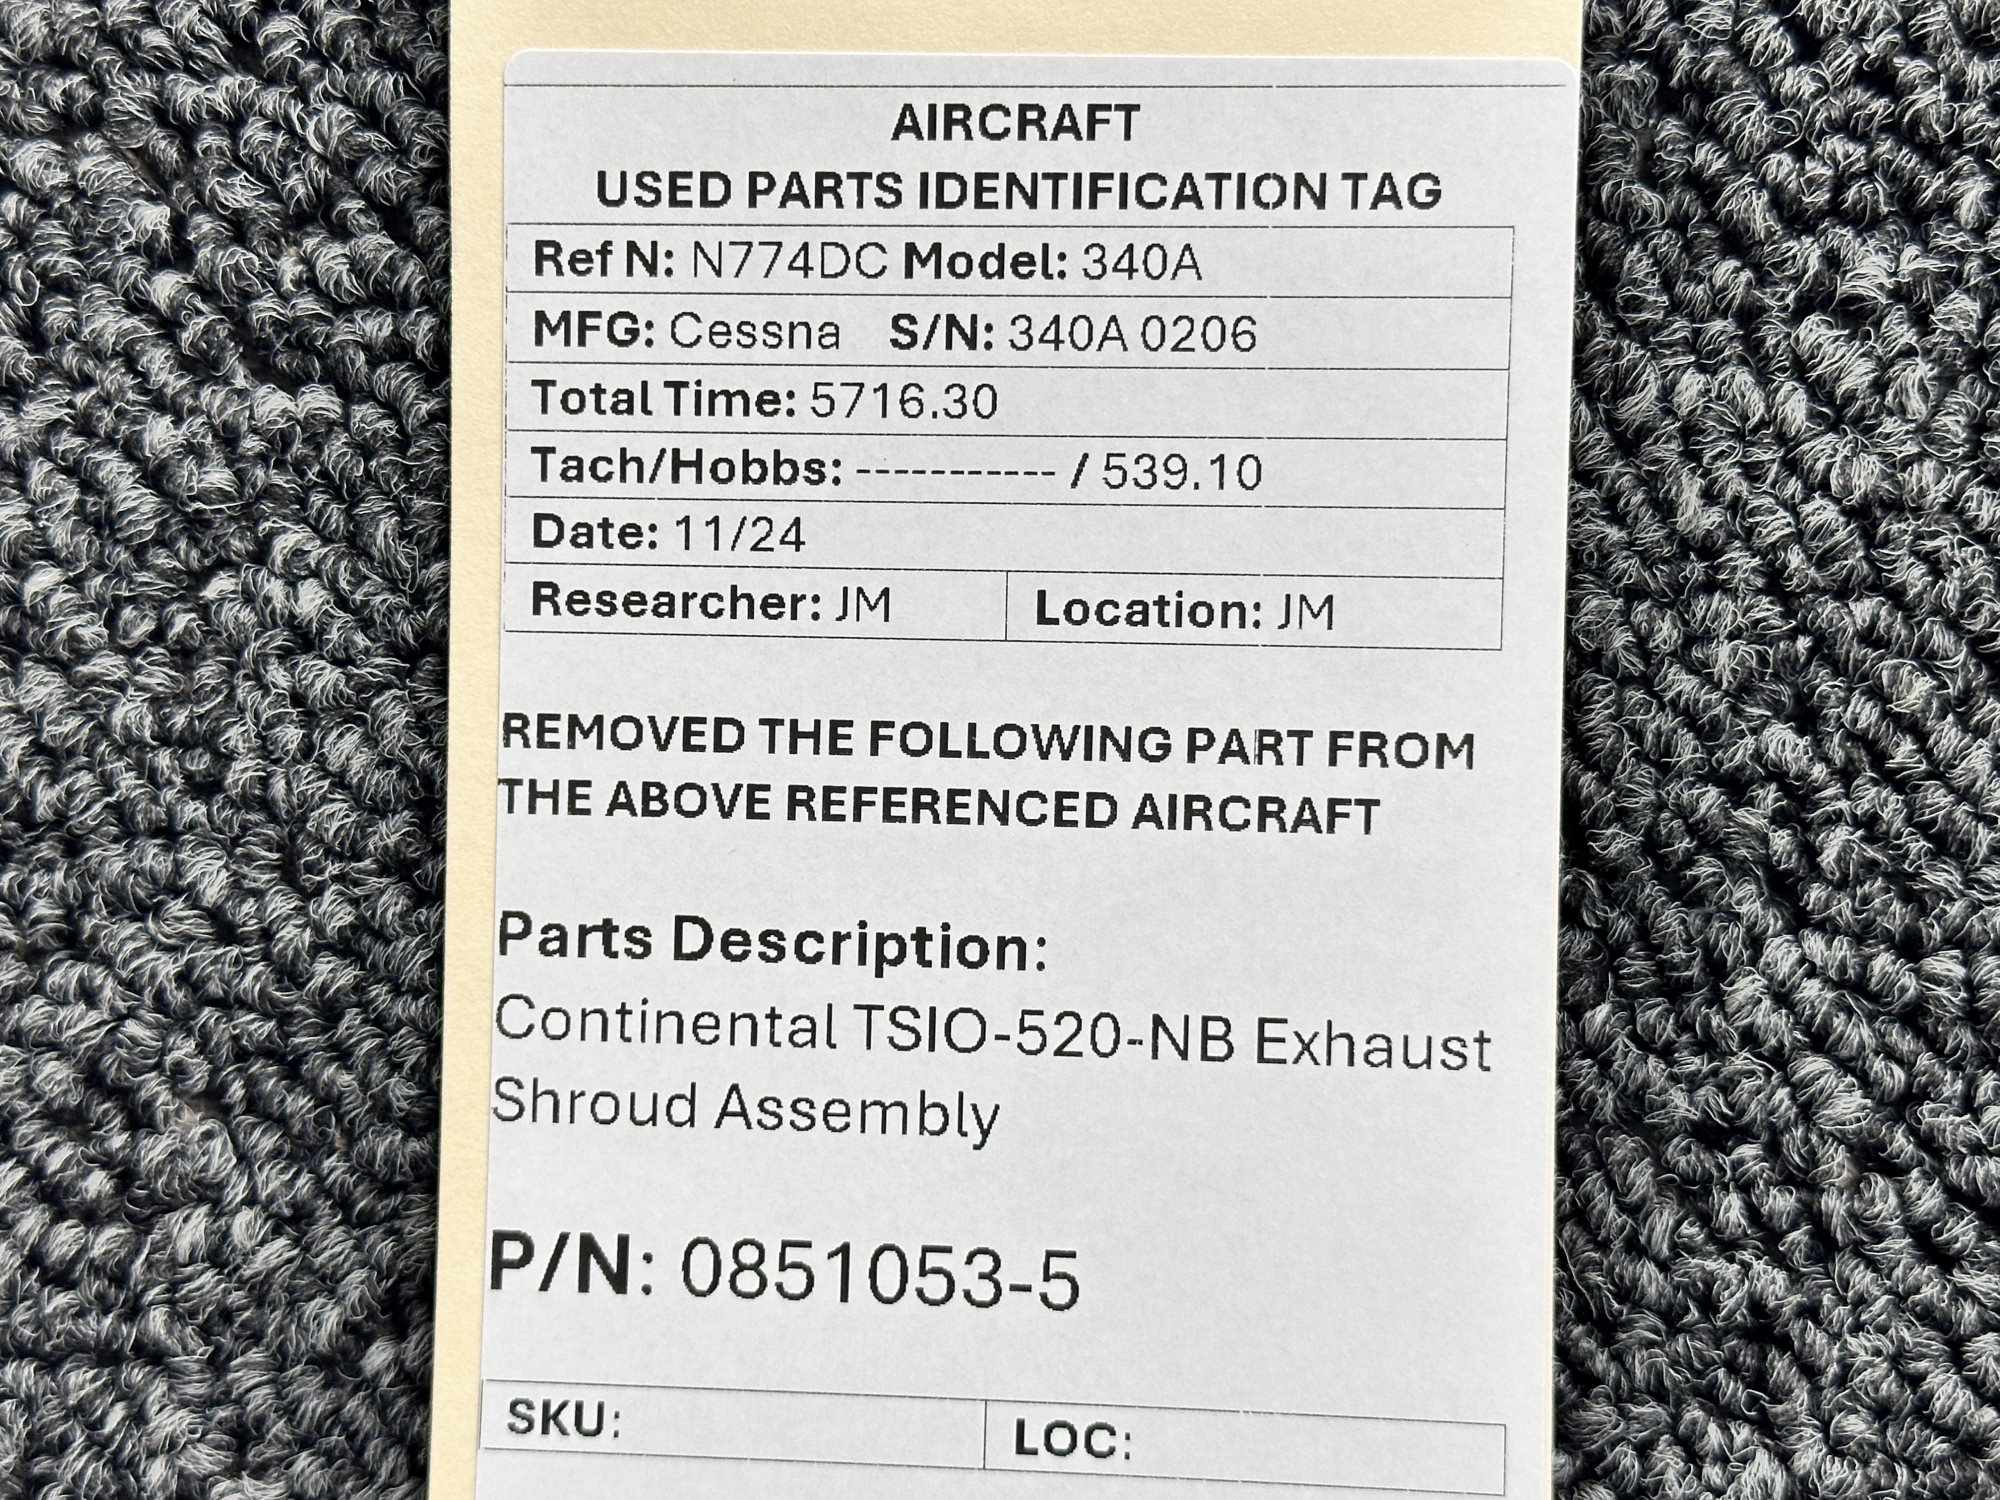 AIRCRAFT
USED PARTS IDENTIFICATION TAG
Ref N: N774DC Model: 340A
MFG: Cessna S/N: 340A 0206
Total Time: 5716.30
Tach/Hobbs: ----------- / 539.10
Date: 11/24
Researcher: JM Location: JM
REMOVED THE FOLLOWING PART FROM
THE ABOVE REFERENCED AIRCRAFT
Parts Description:
Continental TSIO-520-NB Exhaust
Shroud Assembly
P/N: 0851053-5
SKU: LOC: